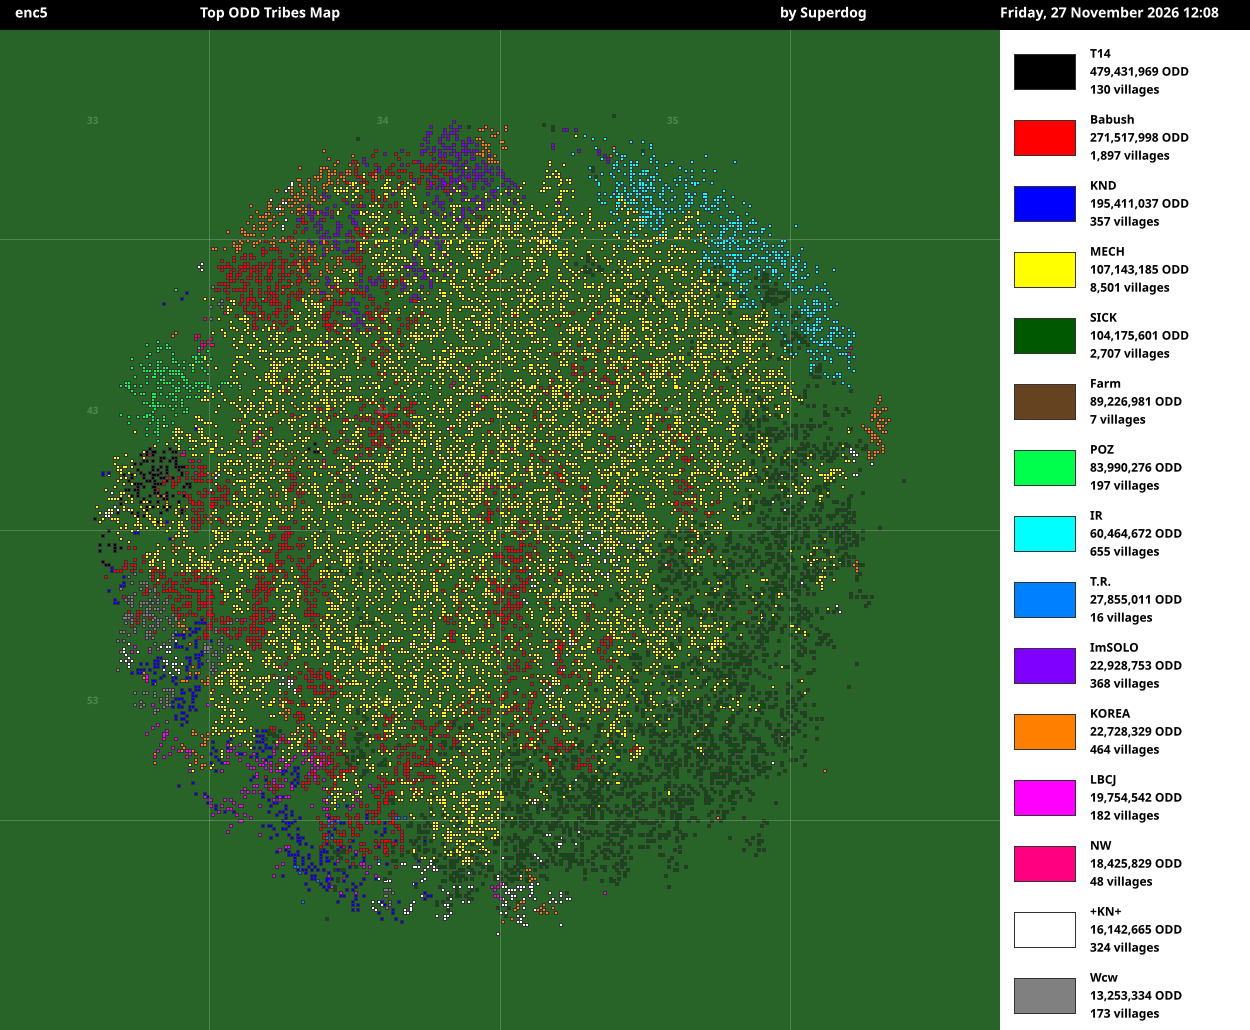 enc5 Top ODD Tribes Map by Superdog Friday, 27 November 2026 12:08
33 34 35
43
53
T14
479,431,969 ODD
130 villages
Babush
271,517,998 ODD
1,897 villages
KND
195,411,037 ODD
357 villages
MECH
107,143,185 ODD
8,501 villages
SICK
104,175,601 ODD
2,707 villages
Farm
89,226,981 ODD
7 villages
POZ
83,990,276 ODD
197 villages
IR
60,464,672 ODD
655 villages
T.R.
27,855,011 ODD
16 villages
ImSOLO
22,928,753 ODD
368 villages
KOREA
22,728,329 ODD
464 villages
LBCJ
19,754,542 ODD
182 villages
NW
18,425,829 ODD
48 villages
+KN+
16,142,665 ODD
324 villages
Wcw
13,253,334 ODD
173 villages